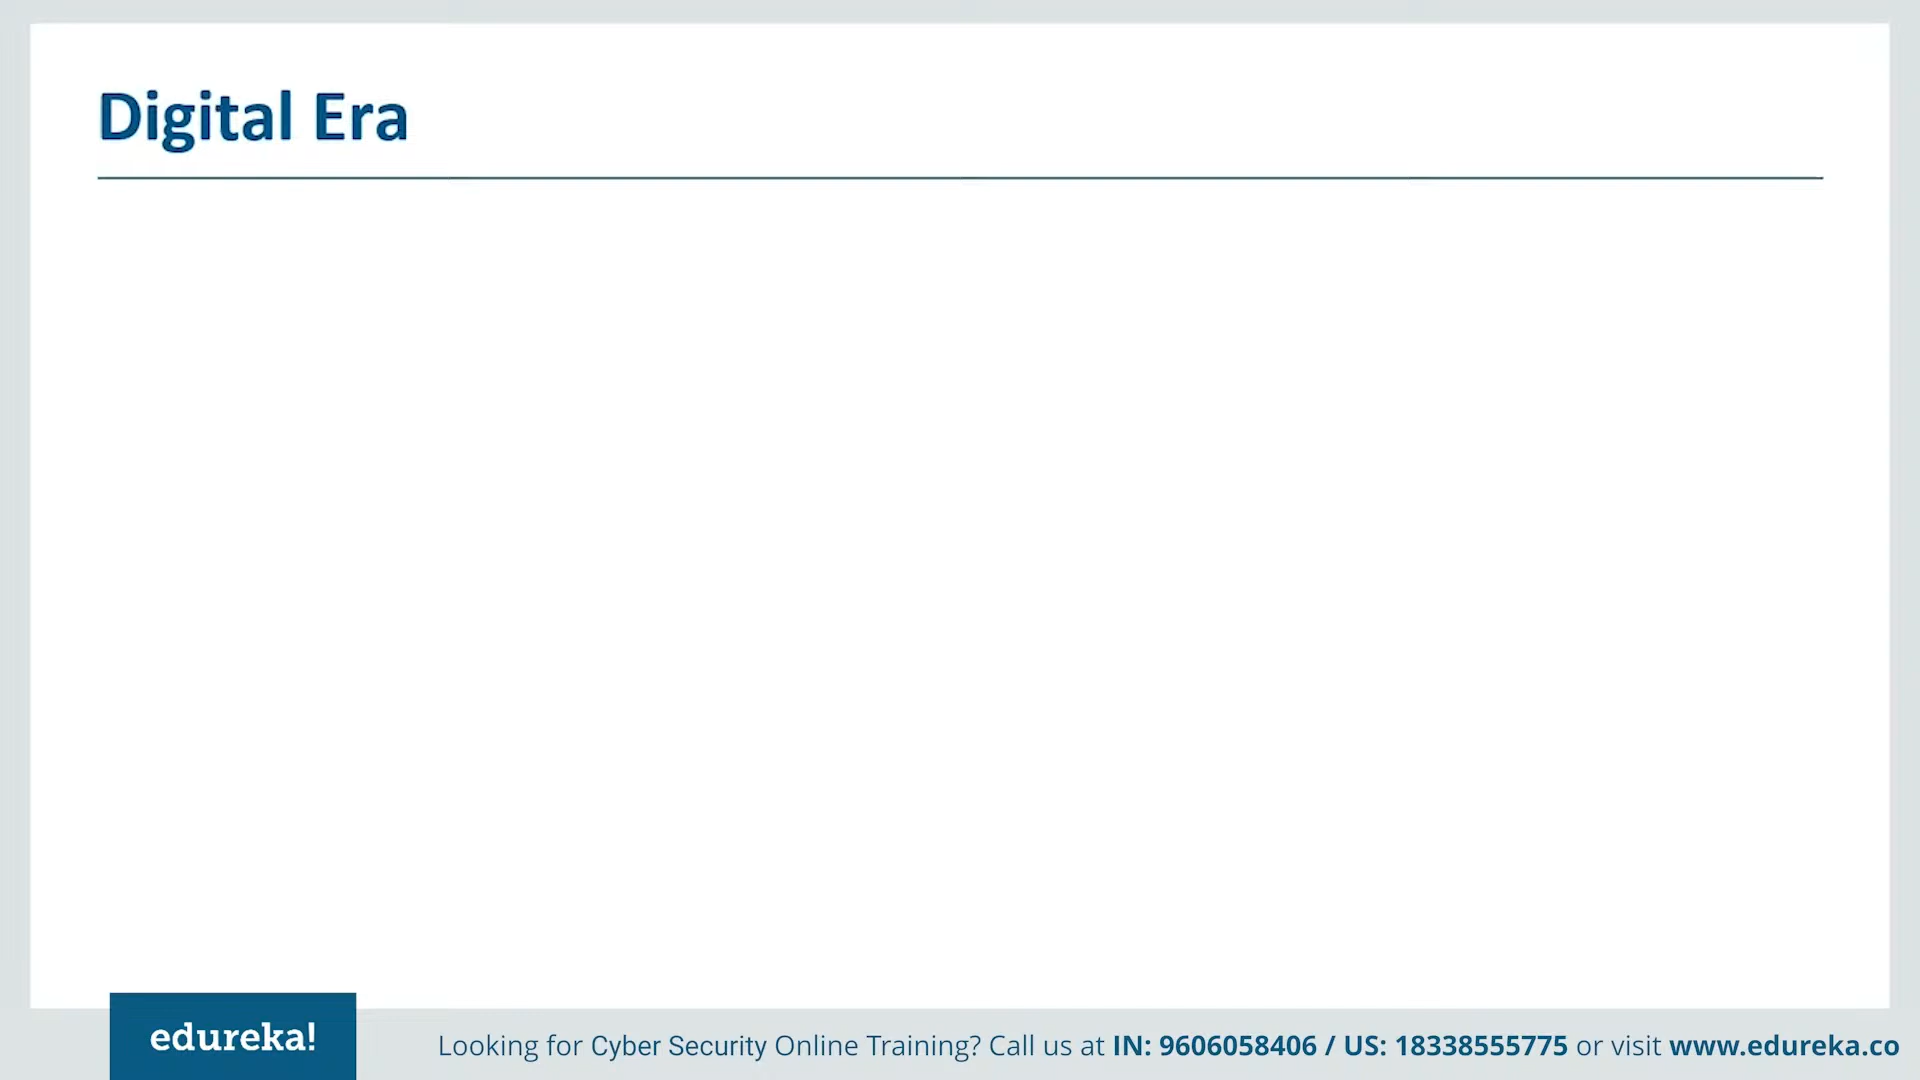 Digital Era
edureka!
Looking for Cyber Security Online Training? Call us at IN: 9606058406 / US: 18338555775 or visit www.edureka.co